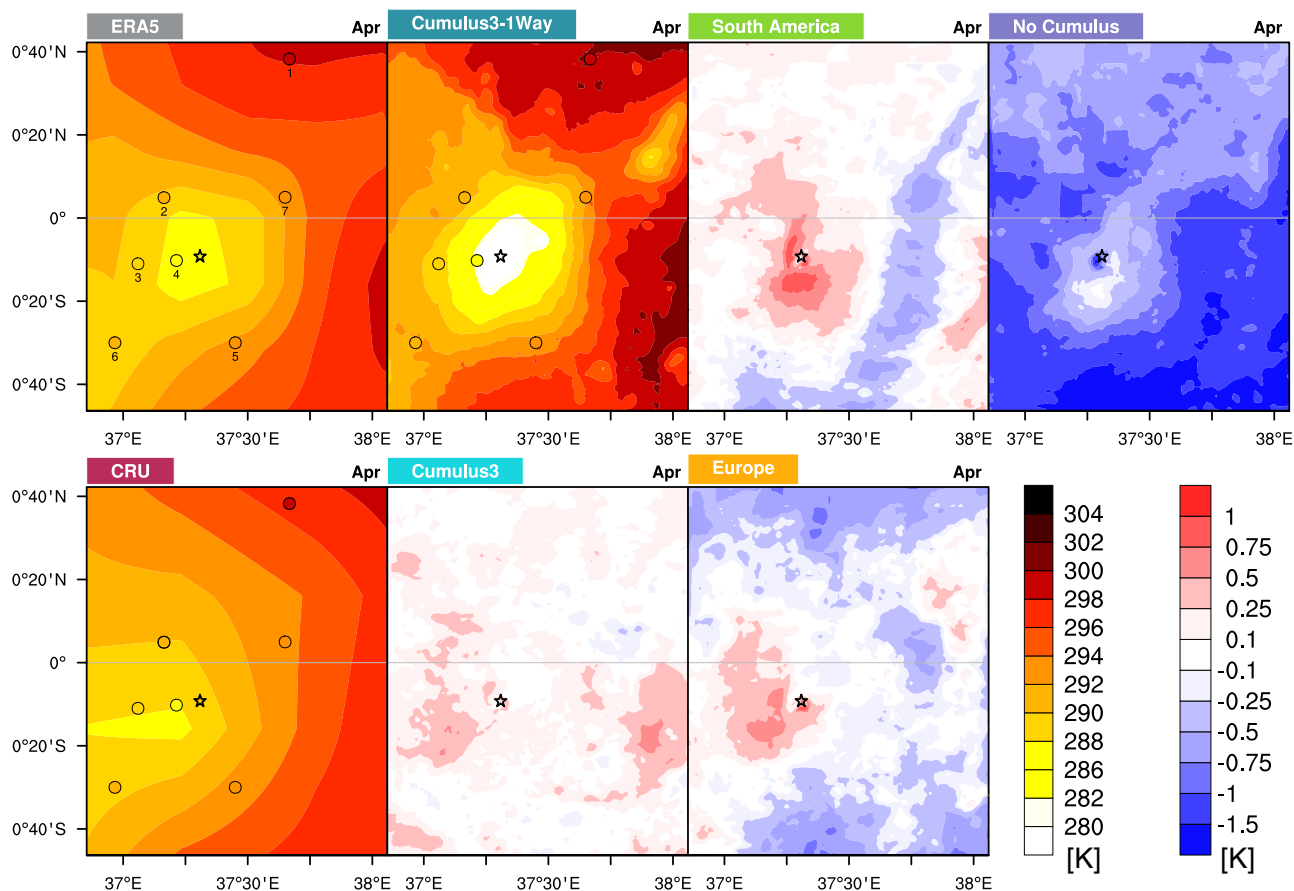 ERA5 Apr Cumulus3-1Way Apr South America Apr No Cumulus Apr
0°40'N
0°20'N
0°
0°20'S
0°40'S
1
2
7
3
4
6
5
37°E 37°30'E 38°E 37°E 37°30'E 38°E 37°E 37°30'E 38°E 37°E 37°30'E 38°E
CRU Apr Cumulus3 Apr Europe Apr
0°40'N
0°20'N
0°
0°20'S
0°40'S
37°E 37°30'E 38°E 37°E 37°30'E 38°E 37°E 37°30'E 38°E
304
302
300
298
296
294
292
290
288
286
282
280
[K]
1
0.75
0.5
0.25
0.1
-0.1
-0.25
-0.5
-0.75
-1
-1.5
[K]